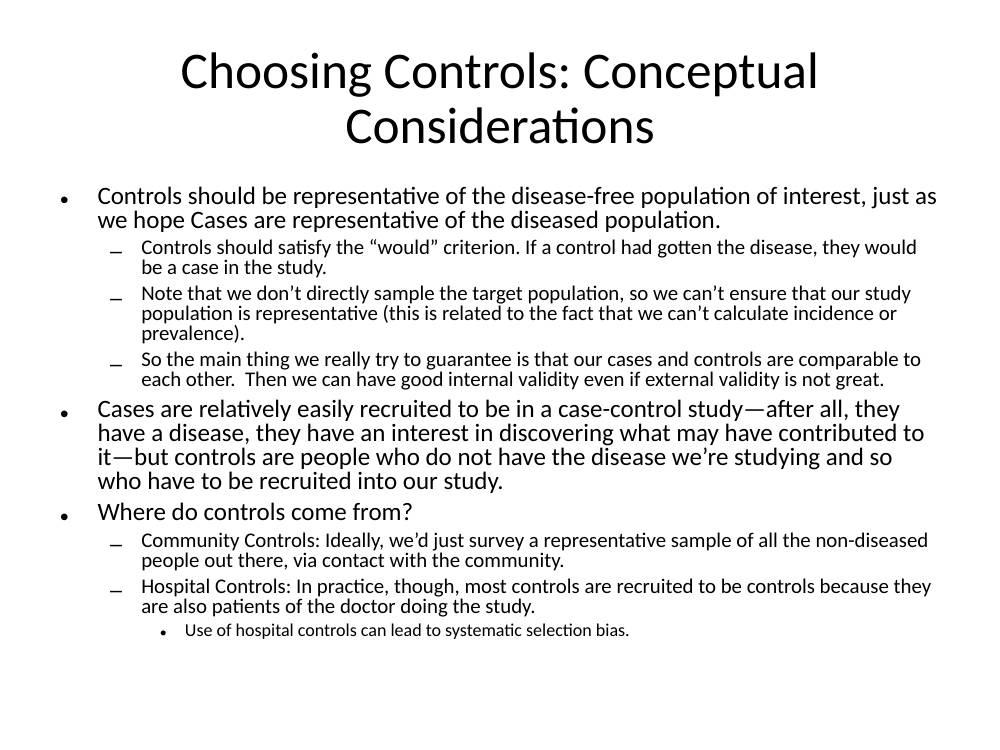 Choosing Controls: Conceptual
Considerations
• Controls should be representative of the disease-free population of interest, just as
we hope Cases are representative of the diseased population.
– Controls should satisfy the “would” criterion. If a control had gotten the disease, they would
be a case in the study.
– Note that we don’t directly sample the target population, so we can’t ensure that our study
population is representative (this is related to the fact that we can’t calculate incidence or
prevalence).
– So the main thing we really try to guarantee is that our cases and controls are comparable to
each other.  Then we can have good internal validity even if external validity is not great.
• Cases are relatively easily recruited to be in a case-control study—after all, they
have a disease, they have an interest in discovering what may have contributed to
it—but controls are people who do not have the disease we’re studying and so
who have to be recruited into our study.
• Where do controls come from?
– Community Controls: Ideally, we’d just survey a representative sample of all the non-diseased
people out there, via contact with the community.
– Hospital Controls: In practice, though, most controls are recruited to be controls because they
are also patients of the doctor doing the study.
• Use of hospital controls can lead to systematic selection bias.